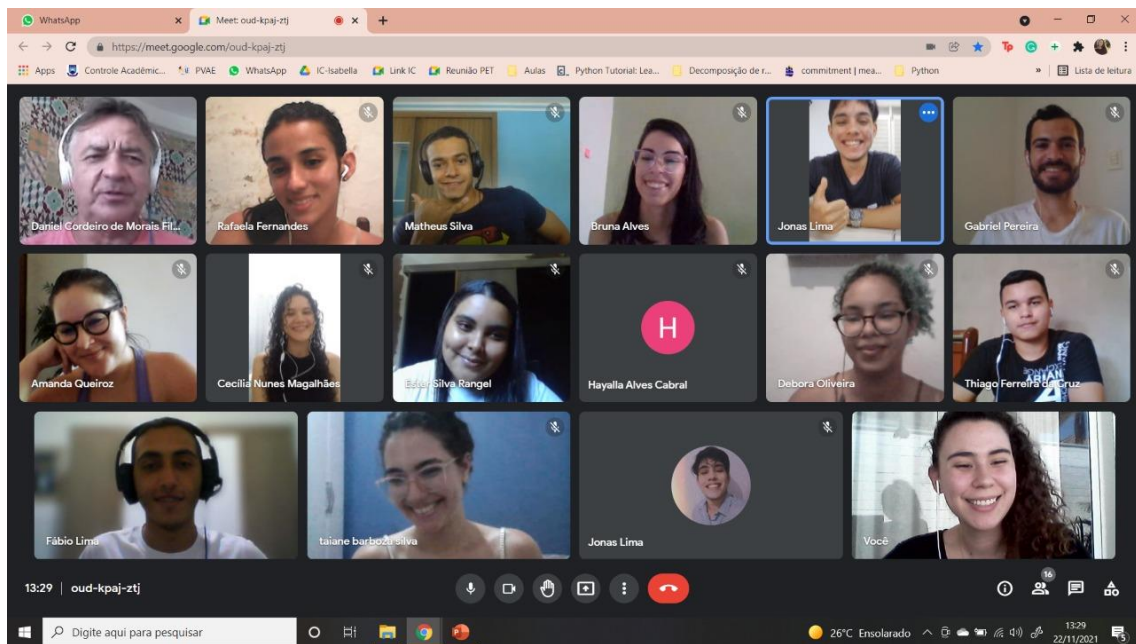 WhatsApp
Meet: oud-kpaj-ztj
https://meet.google.com/oud-kpaj-ztj
Tp
Apps Controle Acadêmic... PVAE WhatsApp IC-Isabella Link IC Reunião PET Aulas Python Tutorial: Lea... Decomposição de r... commitment | mea... Python » Lista de leitura
Daniel Cordeiro de Morais Fil...
Rafaela Fernandes
Matheus Silva
Bruna Alves
Jonas Lima
Gabriel Pereira
Amanda Queiroz
Cecília Nunes Magalhães
Ester Silva Rangel
H
Hayalla Alves Cabral
Debora Oliveira
Thiago Ferreira da Cruz
Fábio Lima
taiane barboza silva
Jonas Lima
Você
13:29 | oud-kpaj-ztj
16
Digite aqui para pesquisar
26°C Ensolarado
13:29
22/11/2021
5